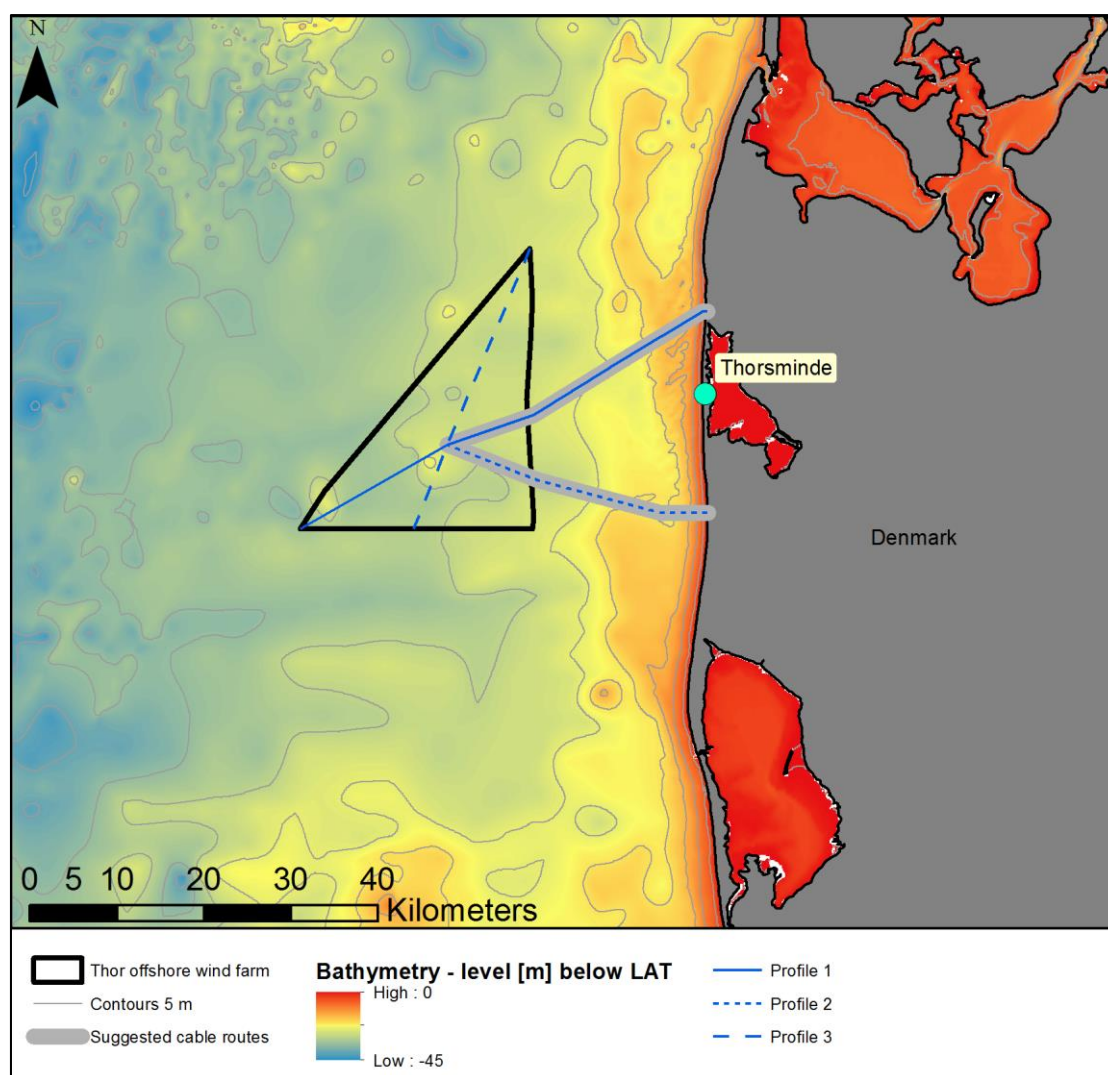 N
Thorsminde
Denmark
0 5 10 20 30 40
Kilometers
Thor offshore wind farm
Contours 5 m
Suggested cable routes
Bathymetry - level [m] below LAT
High : 0
Low : -45
Profile 1
Profile 2
Profile 3